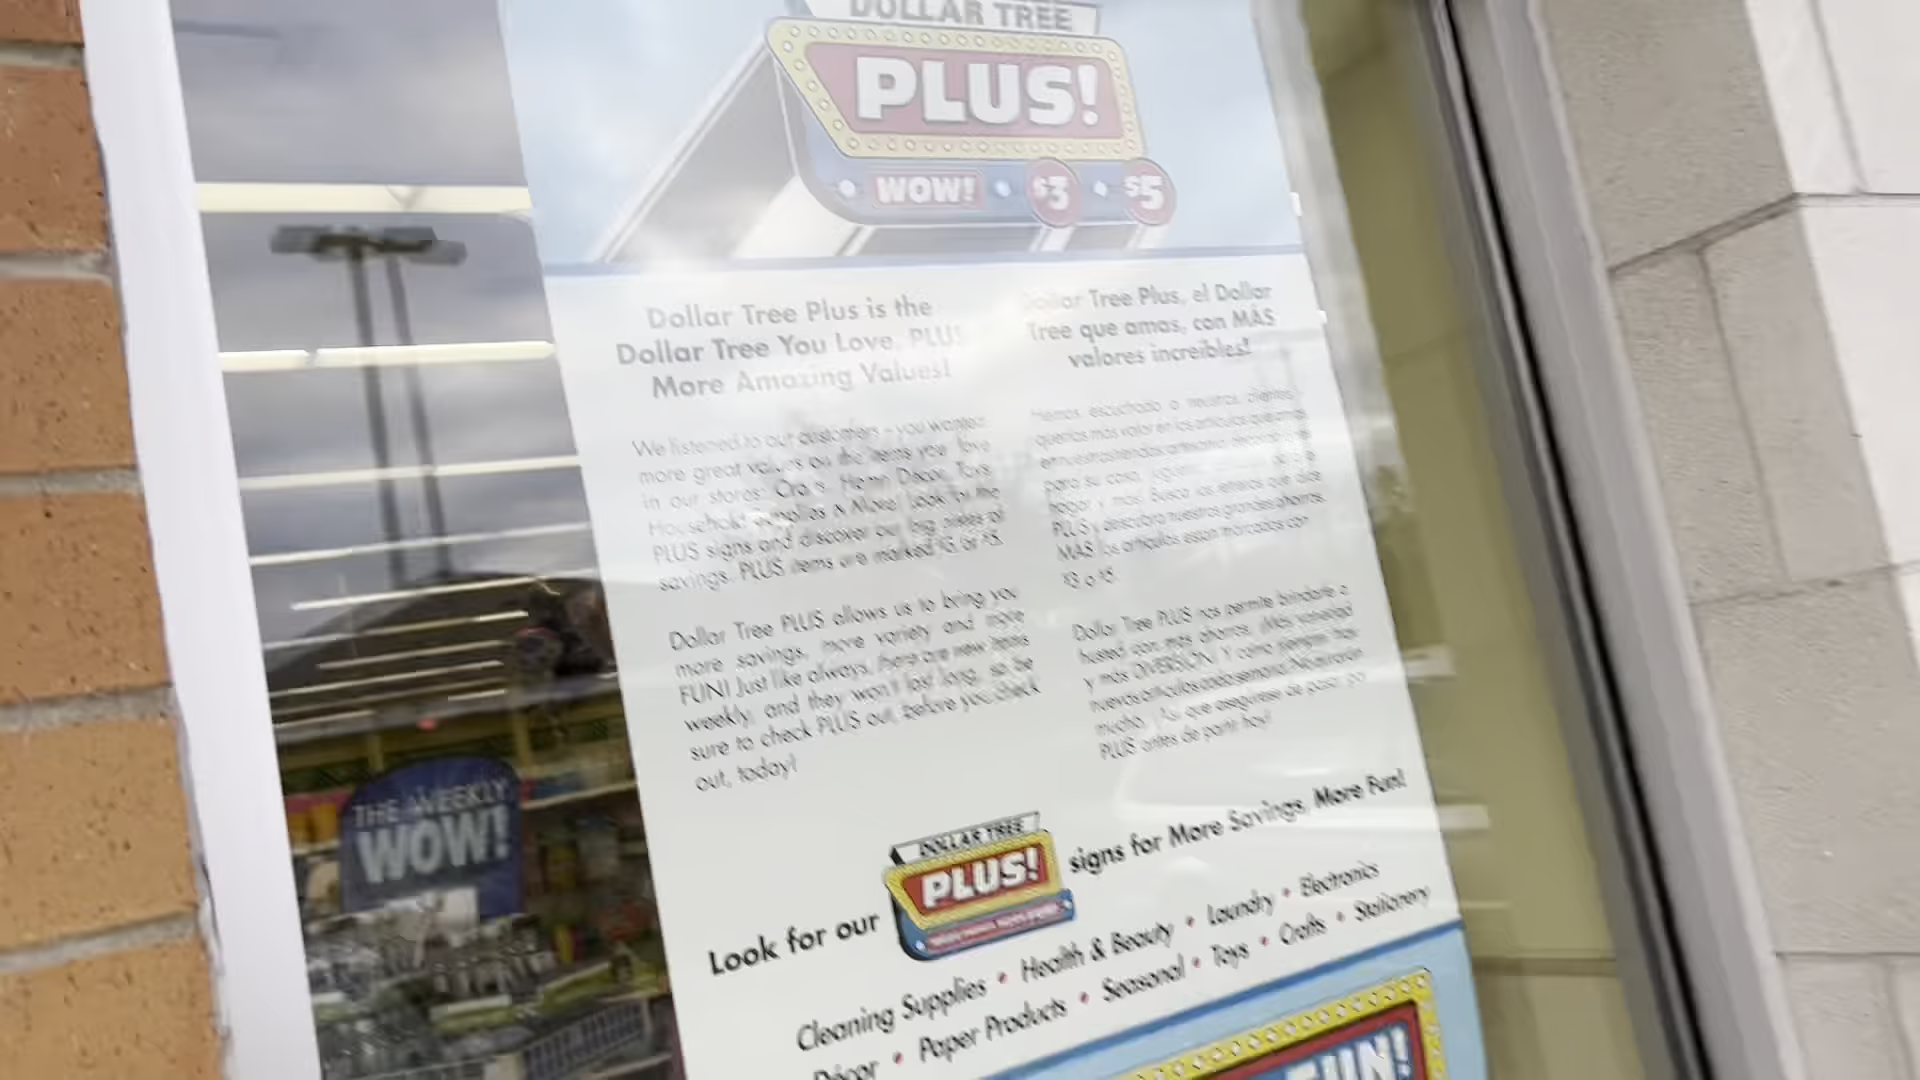 DOLLAR TREE
PLUS!
WOW! $3 $5
Dollar Tree Plus is the
Dollar Tree You Love, PLUS
More Amazing Values!
We listened to our customers - you wanted
more great values on the items you love
in our stores: Home Décor, Toys
Household Supplies & More! Look for the
PLUS signs and discover our big aisles of
savings. PLUS items are marked $3 or $5.
Dollar Tree PLUS allows us to bring you
more savings, more variety and more
FUN! Just like always, there are new items
weekly, and they won't last long, so be
sure to check PLUS out, before you check
out, today!
Dollar Tree Plus, el Dollar
Tree que amas, con MÁS
valores increíbles!
Hemos escuchado a
para su casa,
hogar y más! Busca los letreros que dice
PLUS y descubra nuestros grandes ahorros.
MAS los artículos están marcados con
$3 o $5.
Dollar Tree PLUS nos permite brindarle a
usted con más ahorros, ¡Más variedad
y más DIVERSIÓN! Y como siempre hay
nuevos artículos cada semana
mucho. ¡Así que asegúrese de pasar por
PLUS antes de partir hoy!
Look for our
DOLLAR TREE
PLUS!
signs for More Savings, More Fun!
Cleaning Supplies • Health & Beauty • Laundry • Electronics
Décor • Paper Products • Seasonal • Toys • Crafts • Stationery
FUN!
THE WEEKLY
WOW!